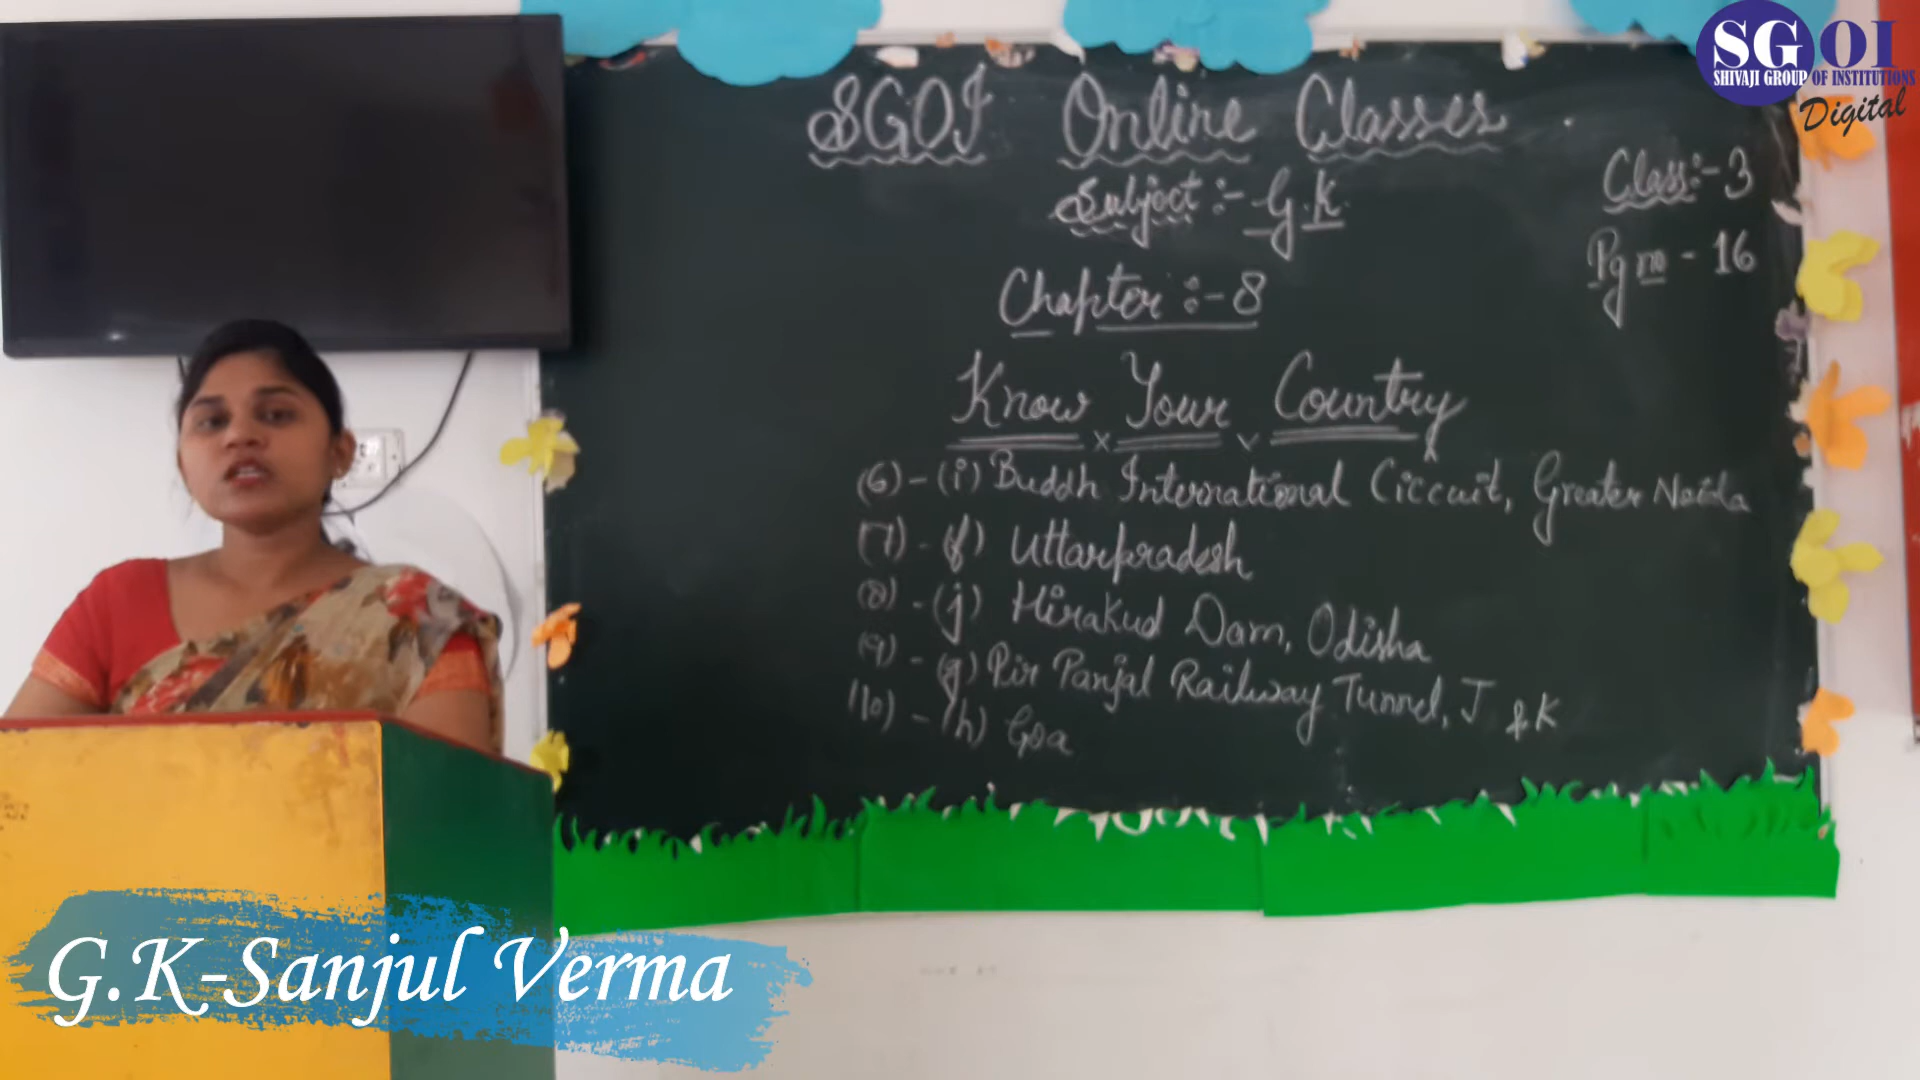 SGOI
SHIVAJI GROUP OF INSTITUTIONS
Digital
SGOI Online Classes
Subject :- G.K.
Class:- 3
Pg no - 16
Chapter :- 8
Know Your Country
(6) - (i) Buddh International Circuit, Greater Noida
(7) - (f) Uttarpradesh
(8) - (j) Hirakud Dam, Odisha
(9) - (g) Pir Panjal Railway Tunnel, J & K
(10) - (h) Goa
G.K-Sanjul Verma